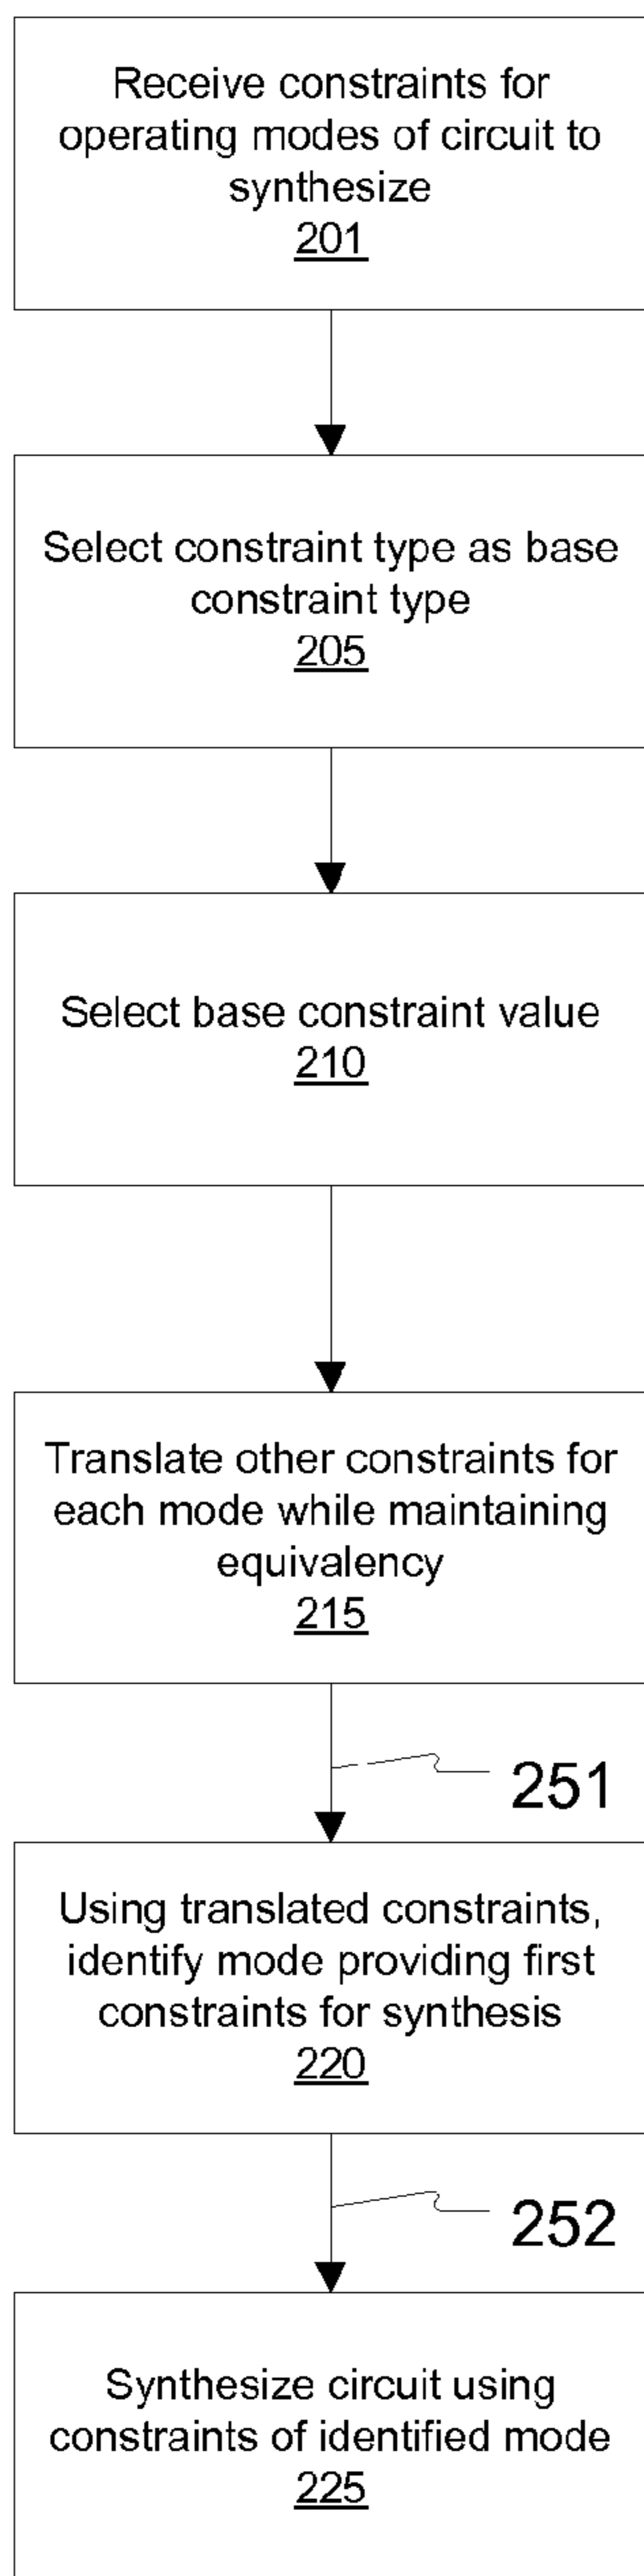 Receive constraints for
operating modes of circuit to
synthesize
201
Select constraint type as base
constraint type
205
Select base constraint value
210
Translate other constraints for
each mode while maintaining
equivalency
215
251
Using translated constraints,
identify mode providing first
constraints for synthesis
220
252
Synthesize circuit using
constraints of identified mode
225